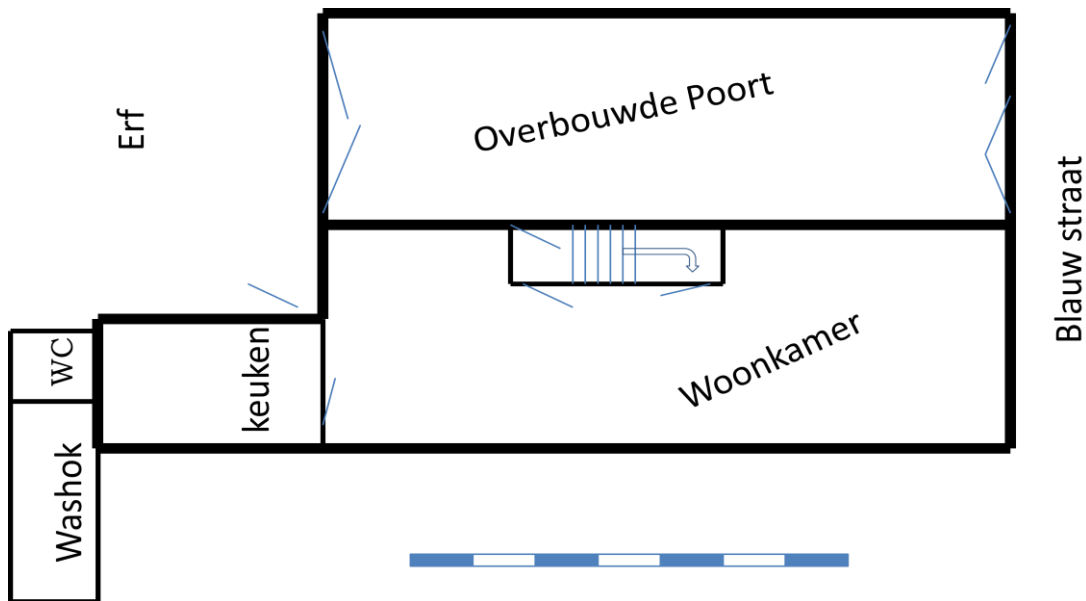 Overbouwde Poort
Erf
Blauw straat
Woonkamer
keuken
WC
Washok